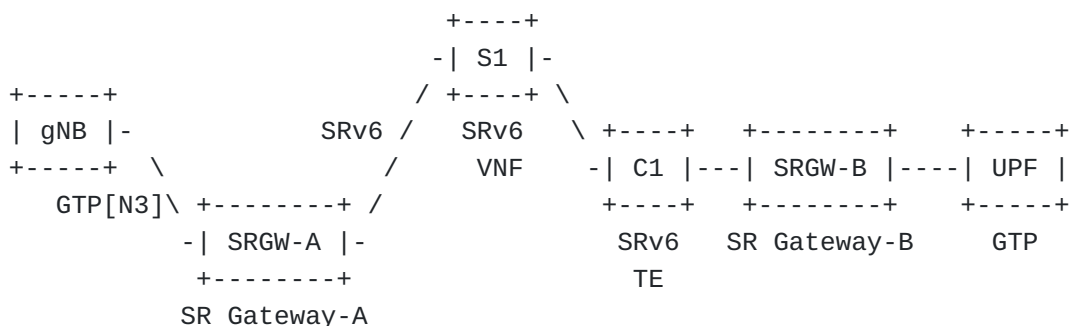 +----+
                               -| S1 |-
+-----+                       / +----+ \
| gNB |-               SRv6 /   SRv6   \ +----+   +--------+    +-----+
+-----+  \                 /     VNF    -| C1 |---| SRGW-B |----| UPF |
   GTP[N3]\ +--------+ /                 +----+   +--------+    +-----+
           -| SRGW-A |-                   SRv6   SR Gateway-B     GTP
            +--------+                     TE
           SR Gateway-A